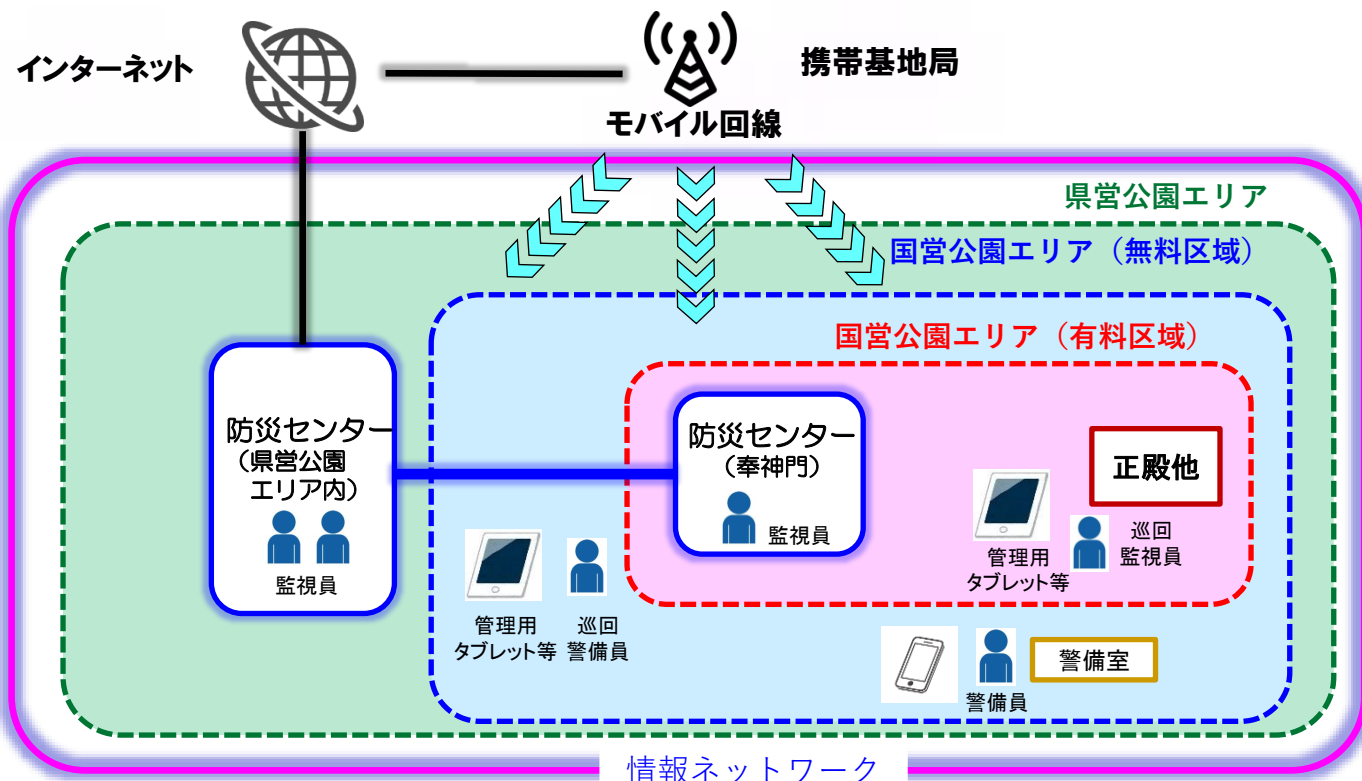 インターネット
携帯基地局
モバイル回線
県営公園エリア
国営公園エリア（無料区域）
国営公園エリア（有料区域）
防災センター
（県営公園
エリア内）
監視員
防災センター
（奉神門）
監視員
正殿他
管理用
タブレット等
巡回
監視員
管理用
タブレット等
巡回
警備員
警備員
警備室
情報ネットワーク